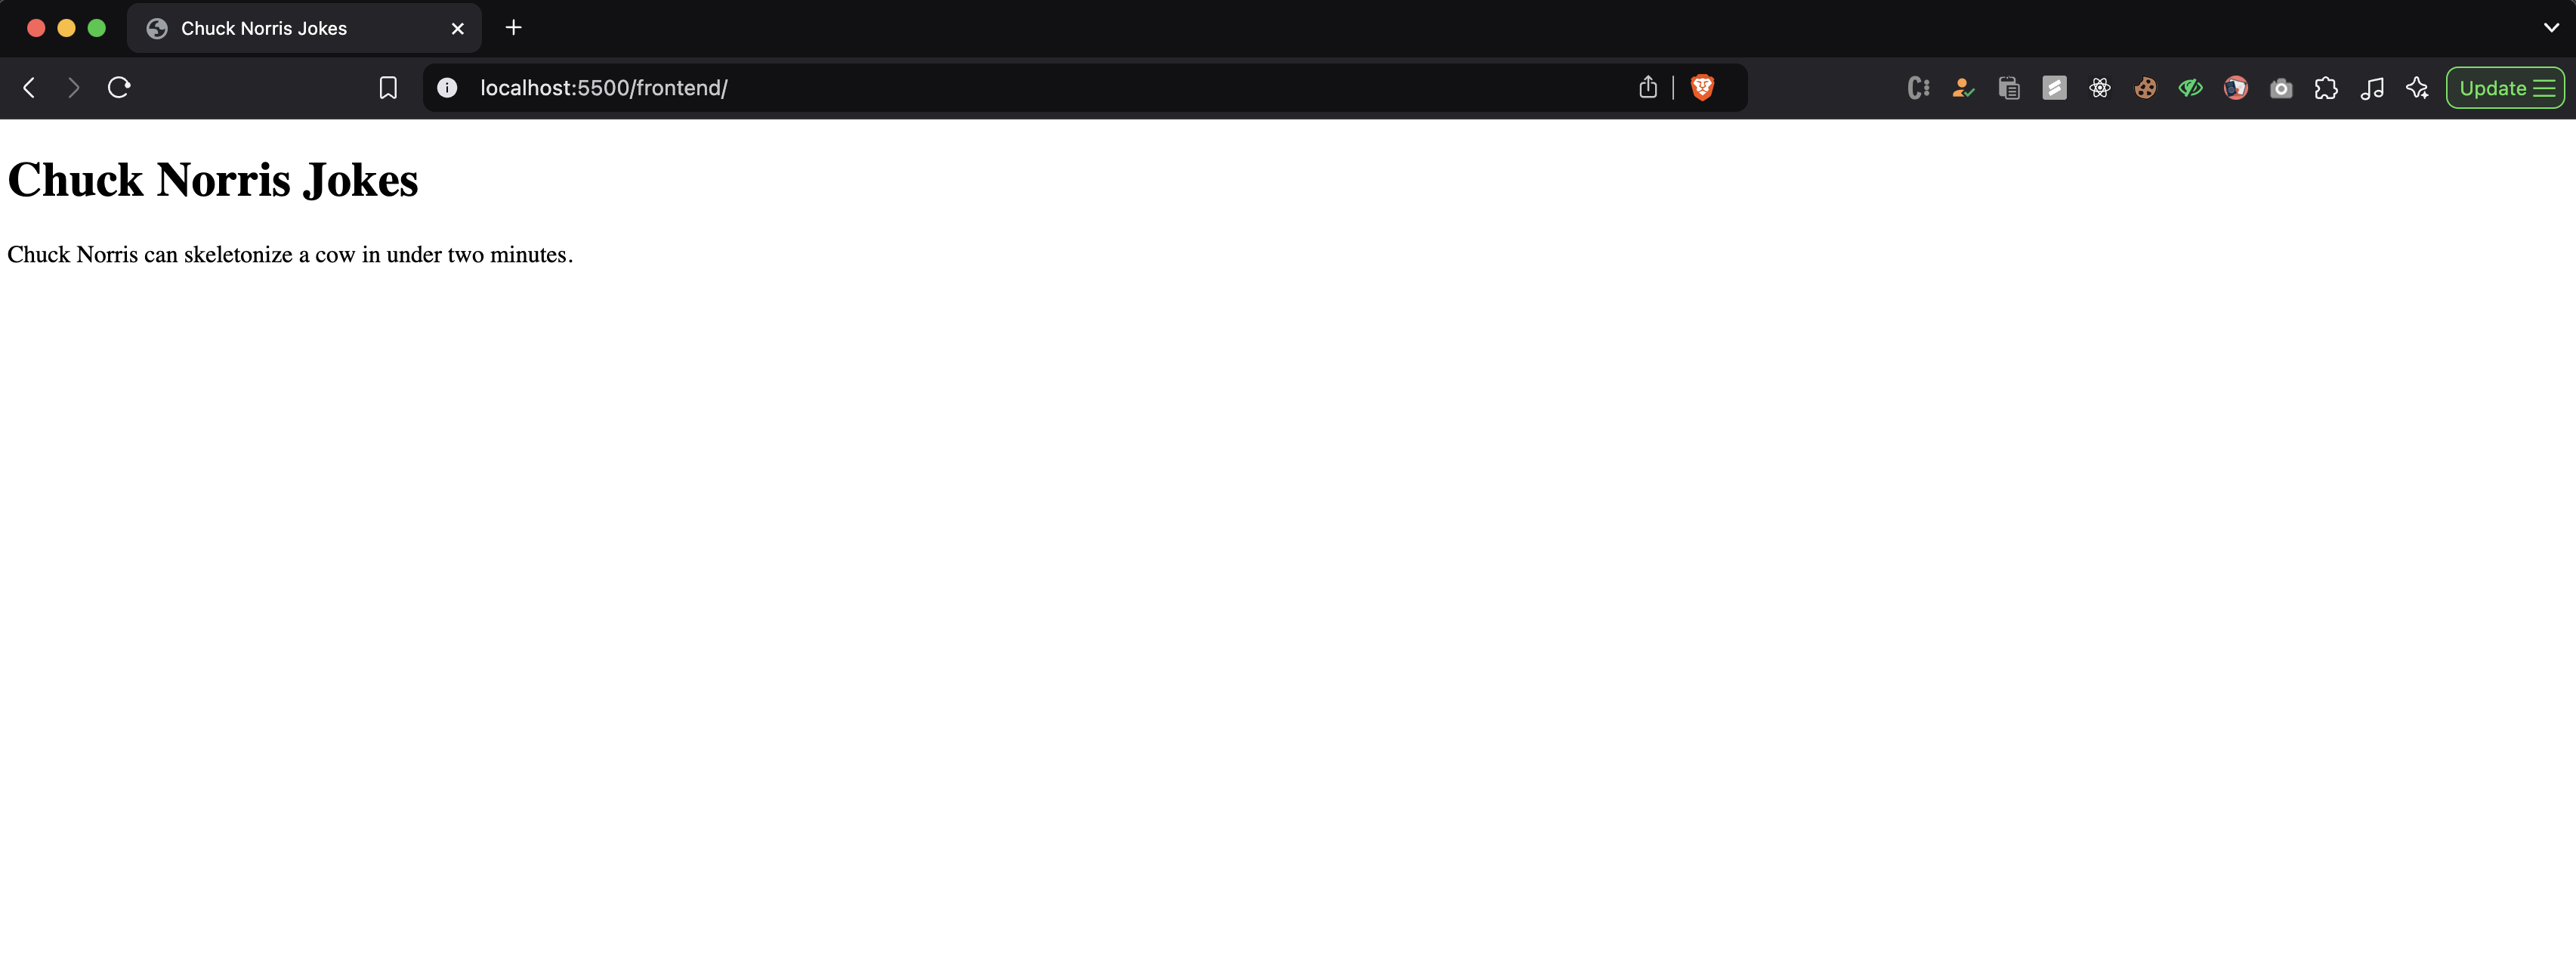 Chuck Norris Jokes
localhost:5500/frontend/
Update
Chuck Norris Jokes
Chuck Norris can skeletonize a cow in under two minutes.